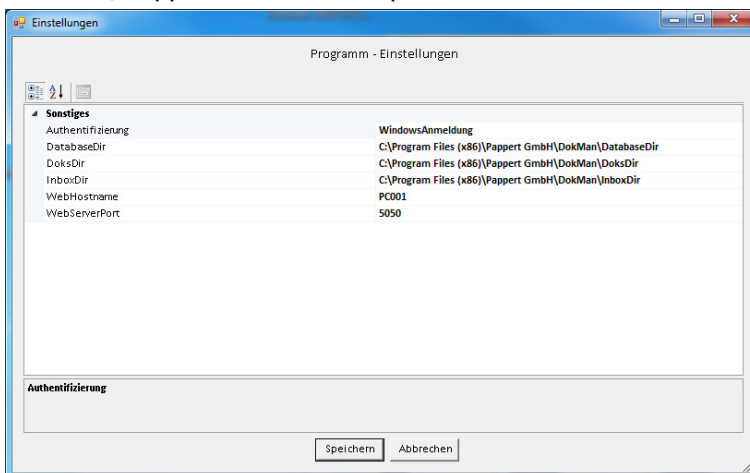 Einstellungen
Programm - Einstellungen
Sonstiges
Authentifizierung WindowsAnmeldung
DatabaseDir C:\Program Files (x86)\Pappert GmbH\DokMan\DatabaseDir
DoksDir C:\Program Files (x86)\Pappert GmbH\DokMan\DoksDir
InboxDir C:\Program Files (x86)\Pappert GmbH\DokMan\InboxDir
WebHostname PC001
WebServerPort 5050
Authentifizierung
Speichern Abbrechen